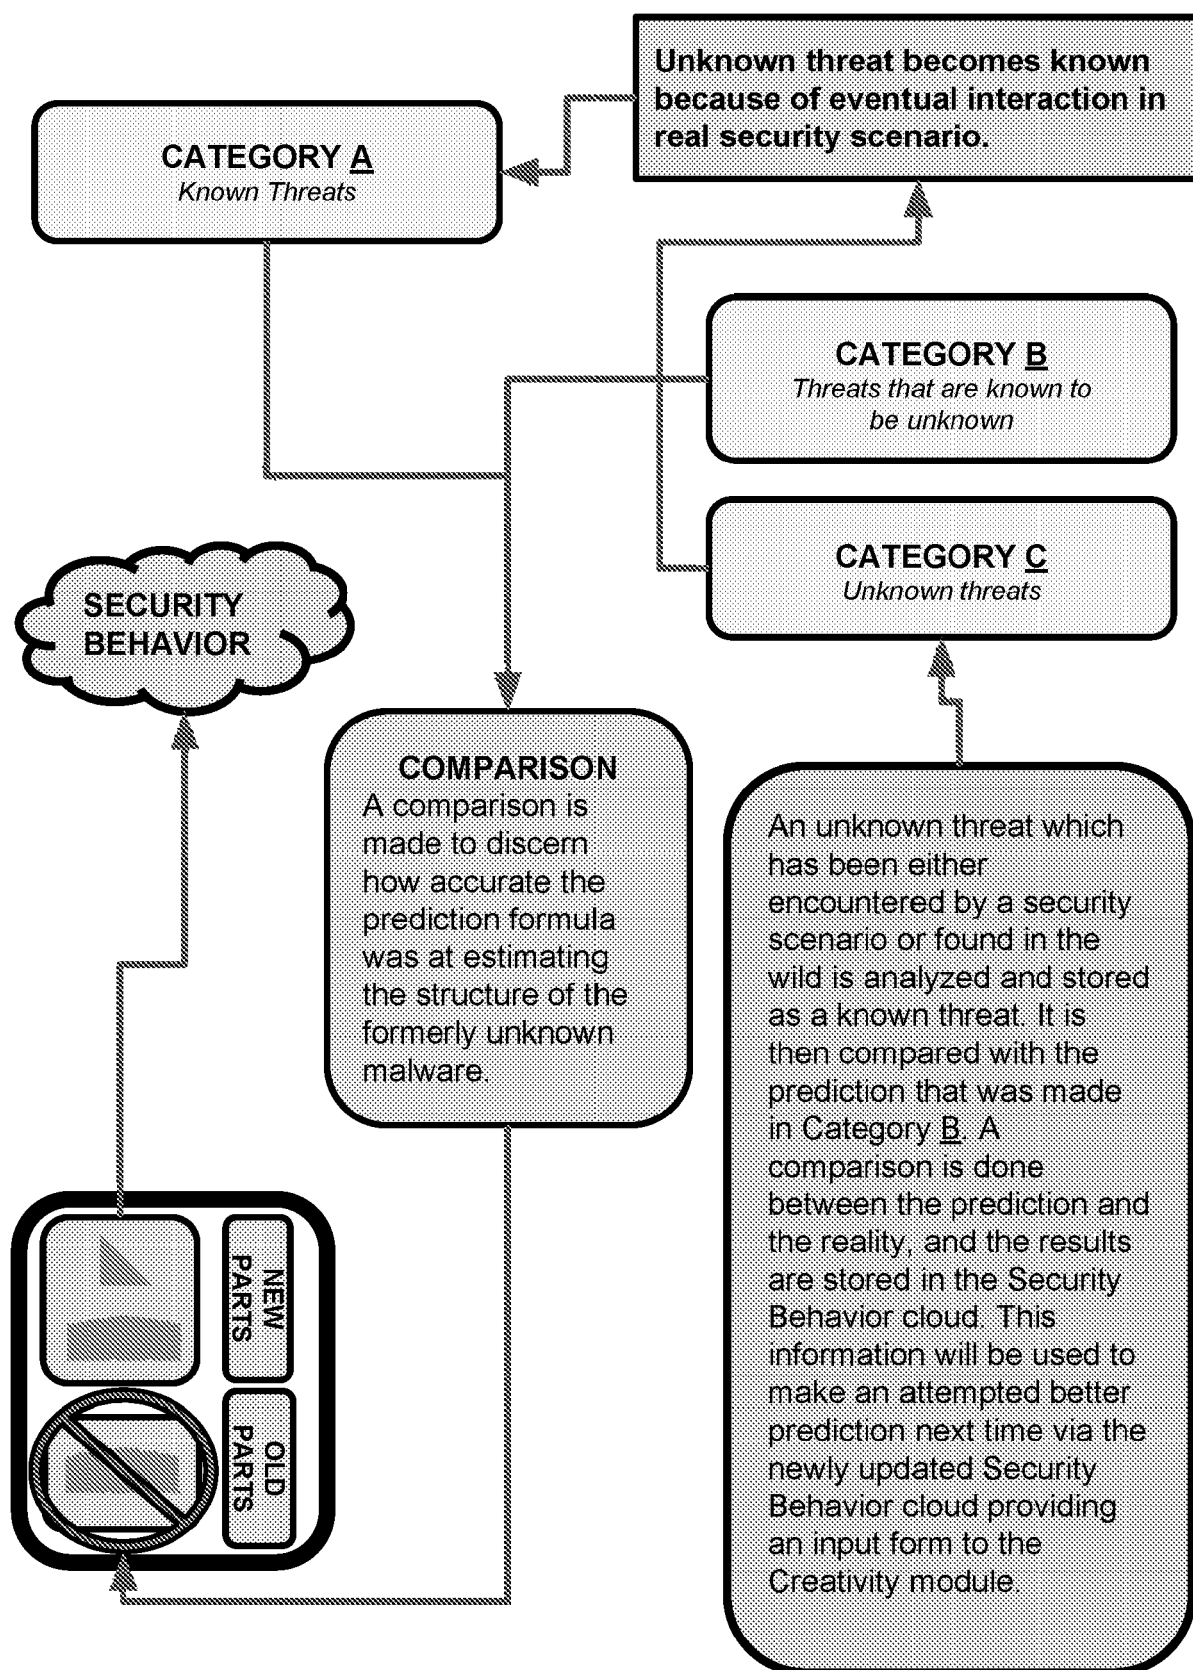 Unknown threat becomes known
because of eventual interaction in
real security scenario.
CATEGORY A
Known Threats
CATEGORY B
Threats that are known to
be unknown
CATEGORY C
Unknown threats
SECURITY
BEHAVIOR
COMPARISON
A comparison is
made to discern
how accurate the
prediction formula
was at estimating
the structure of the
formerly unknown
malware.
An unknown threat which
has been either
encountered by a security
scenario or found in the
wild is analyzed and stored
as a known threat. It is
then compared with the
prediction that was made
in Category B. A
comparison is done
between the prediction and
the reality, and the results
are stored in the Security
Behavior cloud. This
information will be used to
make an attempted better
prediction next time via the
newly updated Security
Behavior cloud providing
an input form to the
Creativity module.
NEW
PARTS
OLD
PARTS